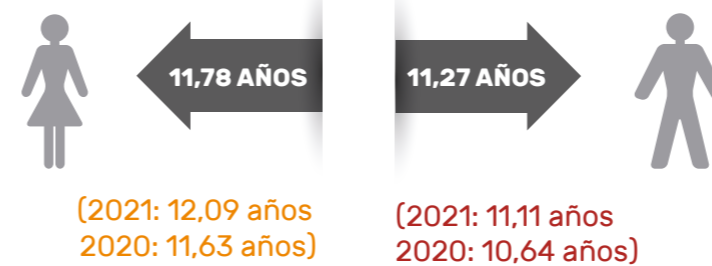 11,78 AÑOS
11,27 AÑOS
(2021: 12,09 años
2020: 11,63 años)
(2021: 11,11 años
2020: 10,64 años)